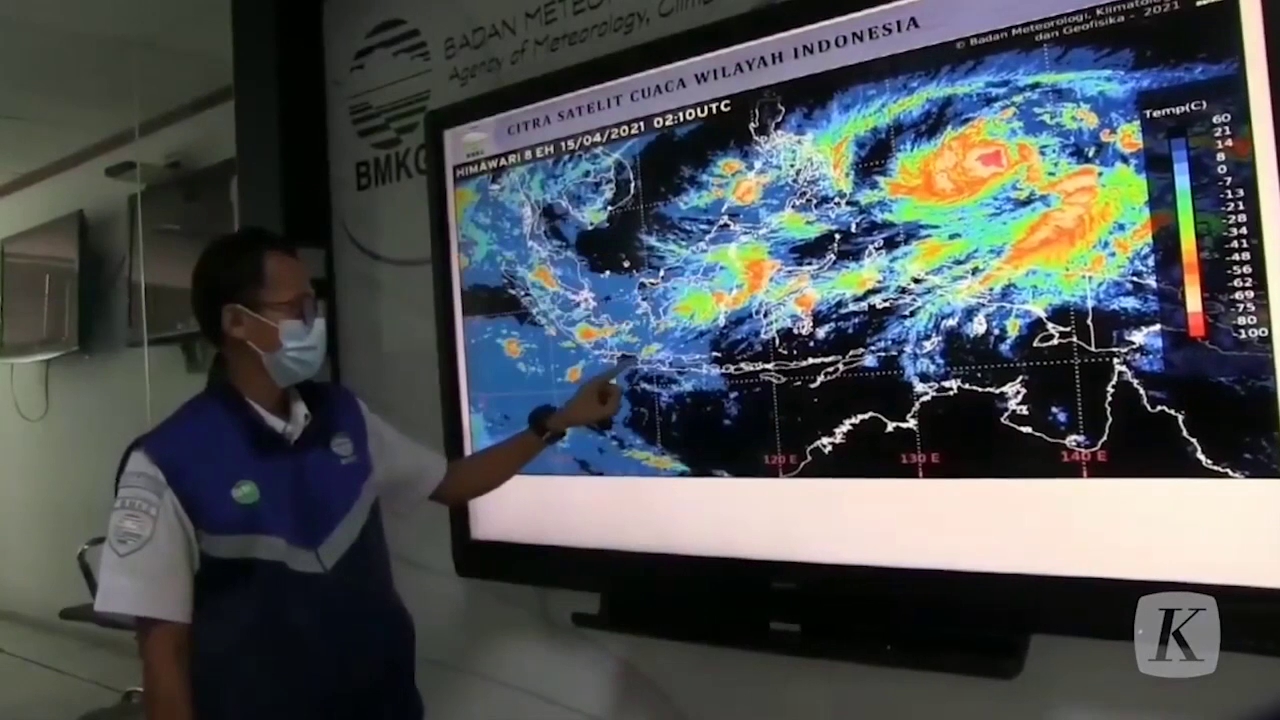 BADAN METEO
Agency of Meteorology, Clim
BMKG
CITRA SATELIT CUACA WILAYAH INDONESIA
© Badan Meteorologi, Klimatolo
dan Geofisika - 2021
HIMAWARI 8 EH 15/04/2021 02:10UTC
Temp(C)
60
21
14
8
0
-7
-13
-21
-28
-34
-41
-48
-56
-62
-69
-75
-80
-100
120 E
130 E
140 E
K